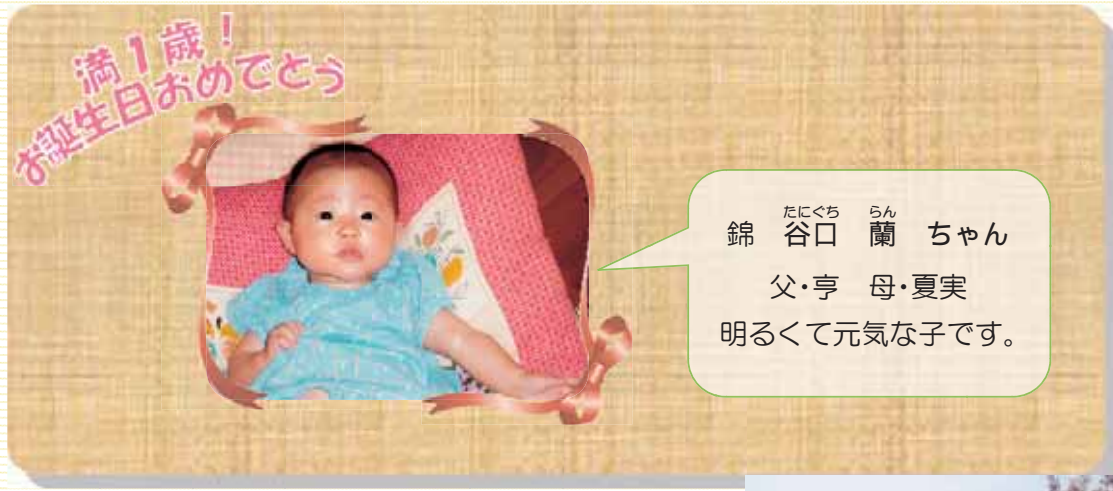 満1歳！
お誕生日おめでとう
錦　谷口　蘭　ちゃん
たにぐち　らん
父・亨　母・夏実
明るくて元気な子です。